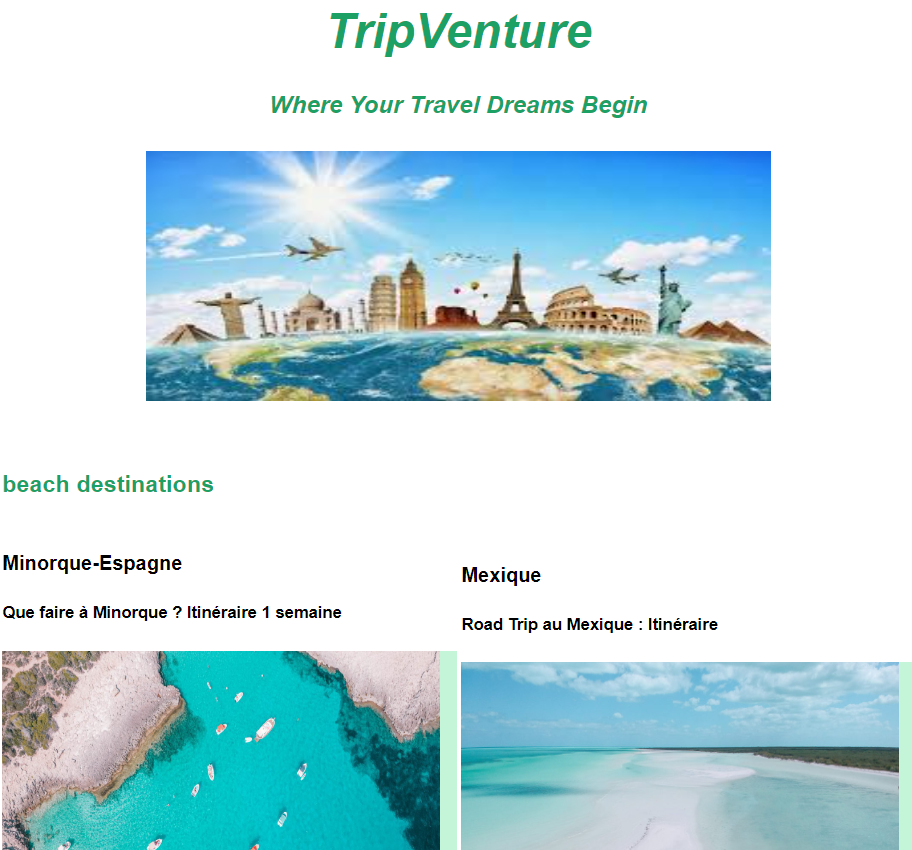 TripVenture
Where Your Travel Dreams Begin
beach destinations
Minorque-Espagne
Que faire à Minorque ? Itinéraire 1 semaine
Mexique
Road Trip au Mexique : Itinéraire